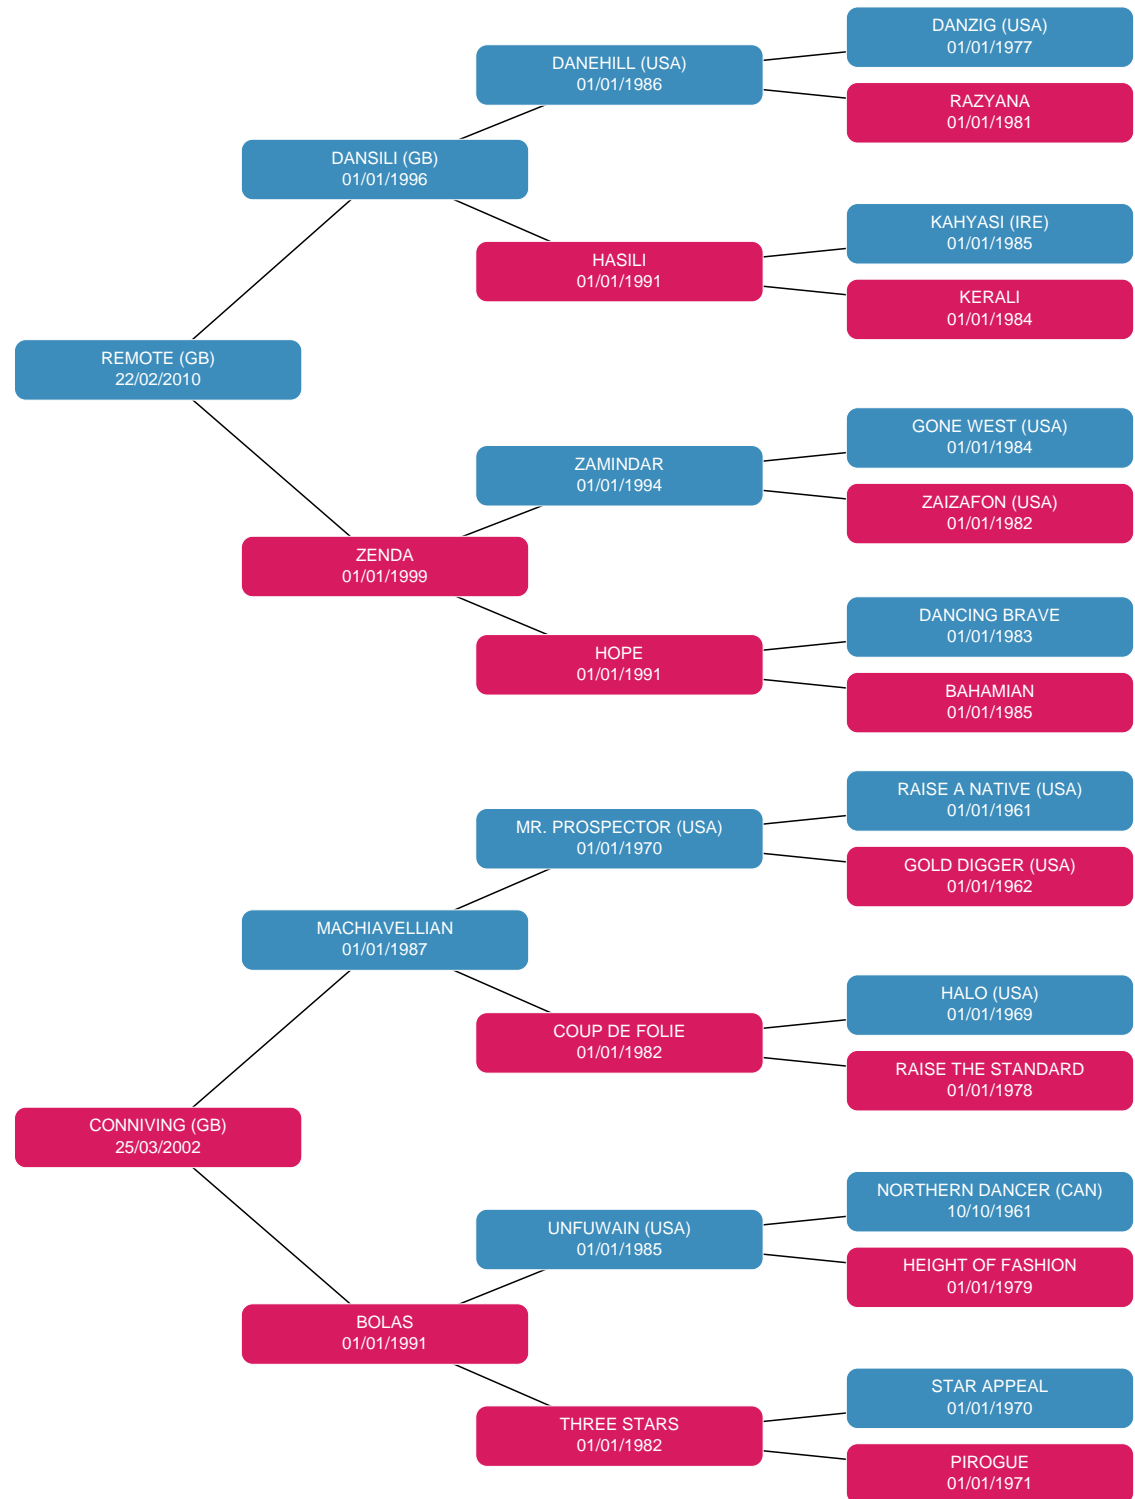 DANZIG (USA)
01/01/1977
DANEHILL (USA)
01/01/1986
RAZYANA
01/01/1981
DANSILI (GB)
01/01/1996
KAHYASI (IRE)
01/01/1985
HASILI
01/01/1991
KERALI
01/01/1984
REMOTE (GB)
22/02/2010
GONE WEST (USA)
01/01/1984
ZAMINDAR
01/01/1994
ZAIZAFON (USA)
01/01/1982
ZENDA
01/01/1999
DANCING BRAVE
01/01/1983
HOPE
01/01/1991
BAHAMIAN
01/01/1985
RAISE A NATIVE (USA)
01/01/1961
MR. PROSPECTOR (USA)
01/01/1970
GOLD DIGGER (USA)
01/01/1962
MACHIAVELLIAN
01/01/1987
HALO (USA)
01/01/1969
COUP DE FOLIE
01/01/1982
RAISE THE STANDARD
01/01/1978
CONNIVING (GB)
25/03/2002
NORTHERN DANCER (CAN)
10/10/1961
UNFUWAIN (USA)
01/01/1985
HEIGHT OF FASHION
01/01/1979
BOLAS
01/01/1991
STAR APPEAL
01/01/1970
THREE STARS
01/01/1982
PIROGUE
01/01/1971